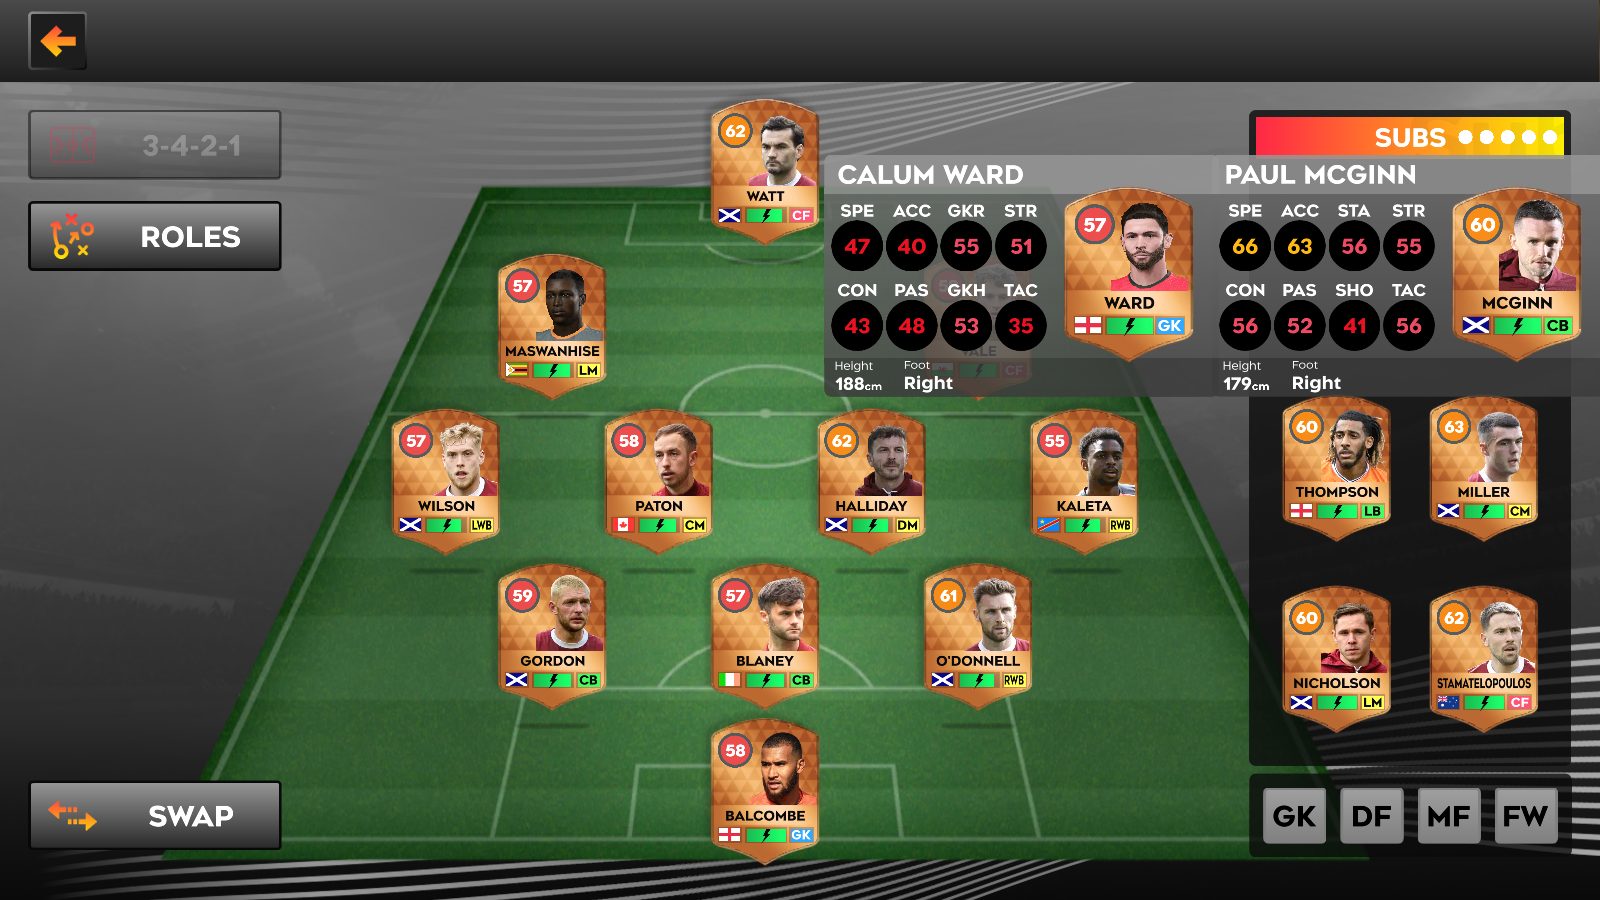 3-4-2-1
ROLES
SUBS
62
WATT
CF
CALUM WARD
SPE ACC GKR STR
47 40 55 51
CON PAS GKH TAC
43 48 53 35
Height Foot
188cm Right
57
WARD
GK
PAUL MCGINN
SPE ACC STA STR
66 63 56 55
CON PAS SHO TAC
56 52 41 56
Height Foot
179cm Right
60
MCGINN
CB
57
MASWANHISE
LM
YALE
CF
57
WILSON
LWB
58
PATON
CM
62
HALLIDAY
DM
55
KALETA
RWB
60
THOMPSON
LB
63
MILLER
CM
59
GORDON
CB
57
BLANEY
CB
61
O'DONNELL
RWB
60
NICHOLSON
LM
62
STAMATELOPOULOS
CF
58
BALCOMBE
GK
SWAP
GK DF MF FW